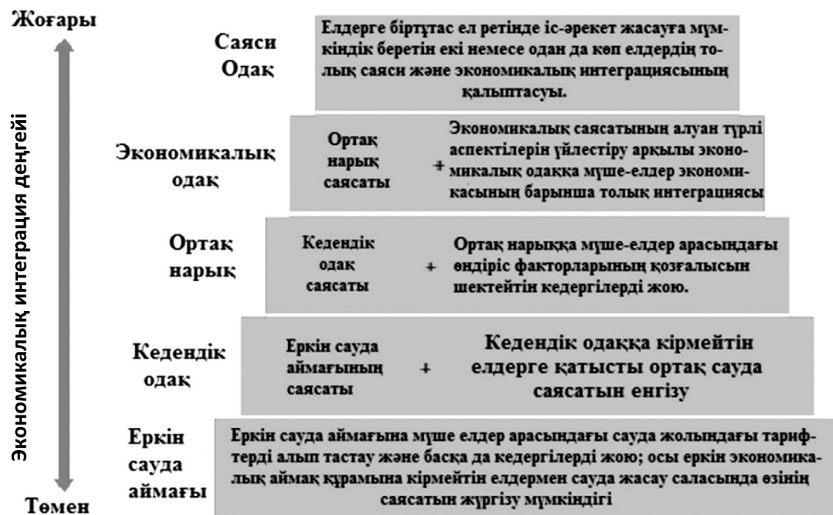 Жоғары
Саяси
Одақ
Елдерге біртұтас ел ретінде іс-әрекет жасауға мүм-
кіндік беретін екі немесе одан да көп елдердің то-
лық саяси және экономикалық интеграциясының
қалыптасуы.
Экономикалық
одақ
Ортақ
нарық
саясаты
+
Экономикалық саясатының алуан түрлі
аспектілерін үйлестіру арқылы эконо-
микалық одаққа мүше-елдер экономи-
касының барынша толық интеграциясы
Ортақ
нарық
Кедендік
одақ
саясаты
+
Ортақ нарыққа мүше-елдер арасындағы
өндіріс факторларының қозғалысын
шектейтін кедергілерді жою.
Кедендік
одақ
Еркін сауда
аймағының
саясаты
+
Кедендік одаққа кірмейтін
елдерге қатысты ортақ сауда
саясатын енгізу
Еркін
сауда
аймағы
Еркін сауда аймағына мүше елдер арасындағы сауда жолындағы тариф-
терді алып тастау және басқа да кедергілерді жою; осы еркін экономика-
лық аймақ құрамына кірмейтін елдермен сауда жасау саласында өзінің
саясатын жүргізу мүмкіндігі
Төмен
Экономикалық интеграция деңгейі